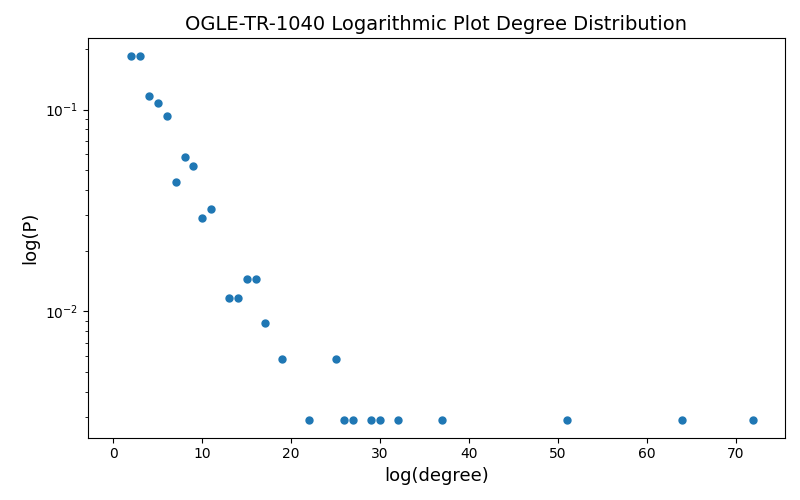 OGLE-TR-1040 Logarithmic Plot Degree Distribution
log(P)
10⁻¹
10⁻²
0 10 20 30 40 50 60 70
log(degree)